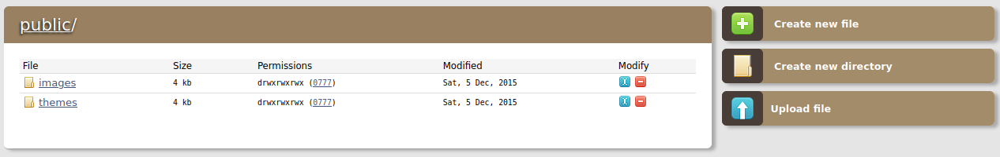 public/
File Size Permissions Modified Modify
images 4 kb drwxrwxrwx (0777) Sat, 5 Dec, 2015
themes 4 kb drwxrwxrwx (0777) Sat, 5 Dec, 2015
Create new file
Create new directory
Upload file